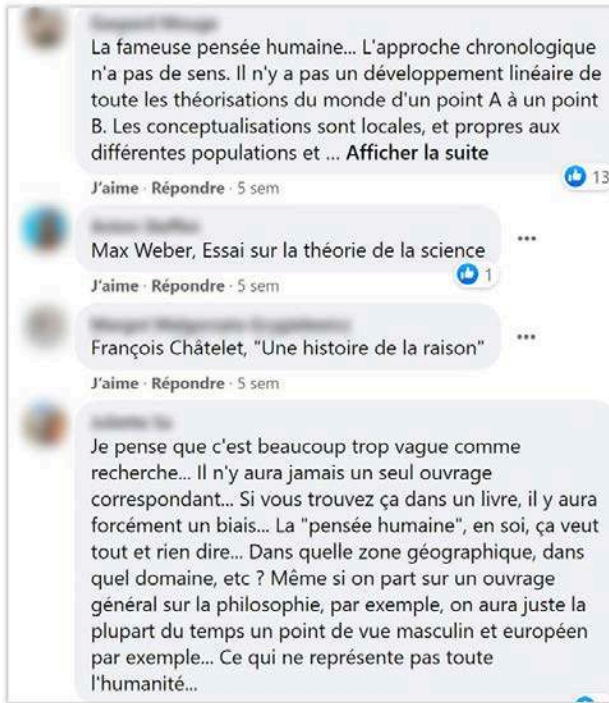 La fameuse pensée humaine... L'approche chronologique
n'a pas de sens. Il n'y a pas un développement linéaire de
toute les théorisations du monde d'un point A à un point
B. Les conceptualisations sont locales, et propres aux
différentes populations et ... Afficher la suite
13
J'aime · Répondre · 5 sem
Max Weber, Essai sur la théorie de la science
1
J'aime · Répondre · 5 sem
François Châtelet, "Une histoire de la raison"
J'aime · Répondre · 5 sem
Je pense que c'est beaucoup trop vague comme
recherche... Il n'y aura jamais un seul ouvrage
correspondant... Si vous trouvez ça dans un livre, il y aura
forcément un biais... La "pensée humaine", en soi, ça veut
tout et rien dire... Dans quelle zone géographique, dans
quel domaine, etc ? Même si on part sur un ouvrage
général sur la philosophie, par exemple, on aura juste la
plupart du temps un point de vue masculin et européen
par exemple... Ce qui ne représente pas toute
l'humanité...